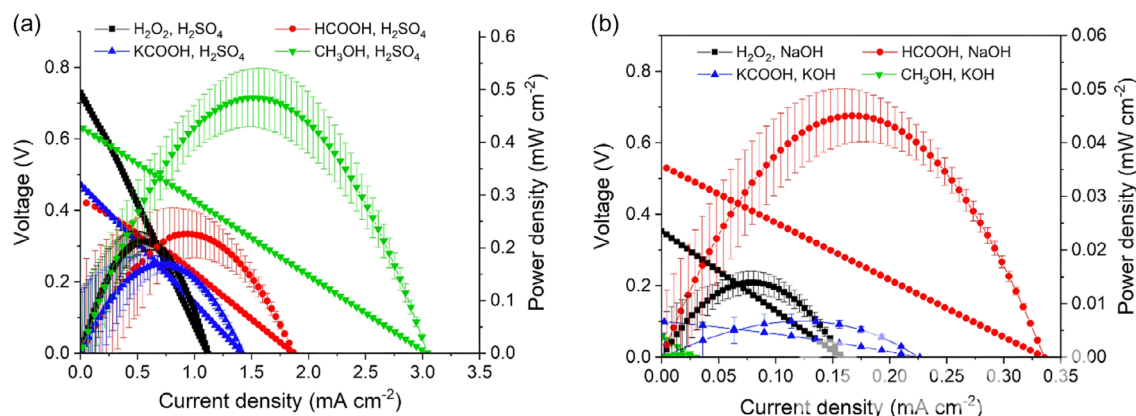 (a)
H₂O₂, H₂SO₄
HCOOH, H₂SO₄
KCOOH, H₂SO₄
CH₃OH, H₂SO₄
Voltage (V)
0.8
0.6
0.4
0.2
0.0
Power density (mW cm⁻²)
0.6
0.5
0.4
0.3
0.2
0.1
0.0
0.0 0.5 1.0 1.5 2.0 2.5 3.0 3.5
Current density (mA cm⁻²)
(b)
H₂O₂, NaOH
HCOOH, NaOH
KCOOH, KOH
CH₃OH, KOH
Voltage (V)
0.8
0.6
0.4
0.2
0.0
Power density (mW cm⁻²)
0.06
0.05
0.04
0.03
0.02
0.01
0.00
0.00 0.05 0.10 0.15 0.20 0.25 0.30 0.35
Current density (mA cm⁻²)